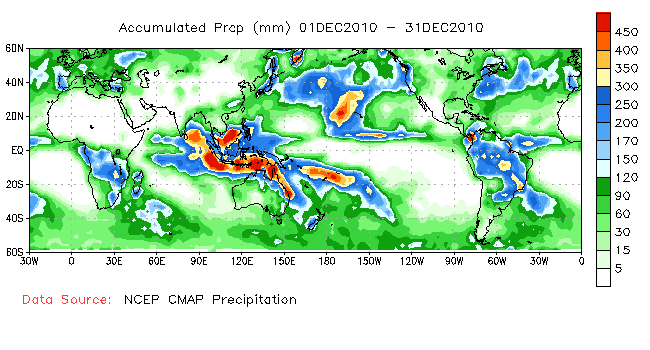 Accumulated Prcp (mm) 01DEC2010 – 31DEC2010
60N
40N
20N
EQ
20S
40S
60S
30W 0 30E 60E 90E 120E 150E 180 150W 120W 90W 60W 30W 0
450
400
350
300
250
200
170
150
120
90
60
30
15
5
Data Source: NCEP CMAP Precipitation